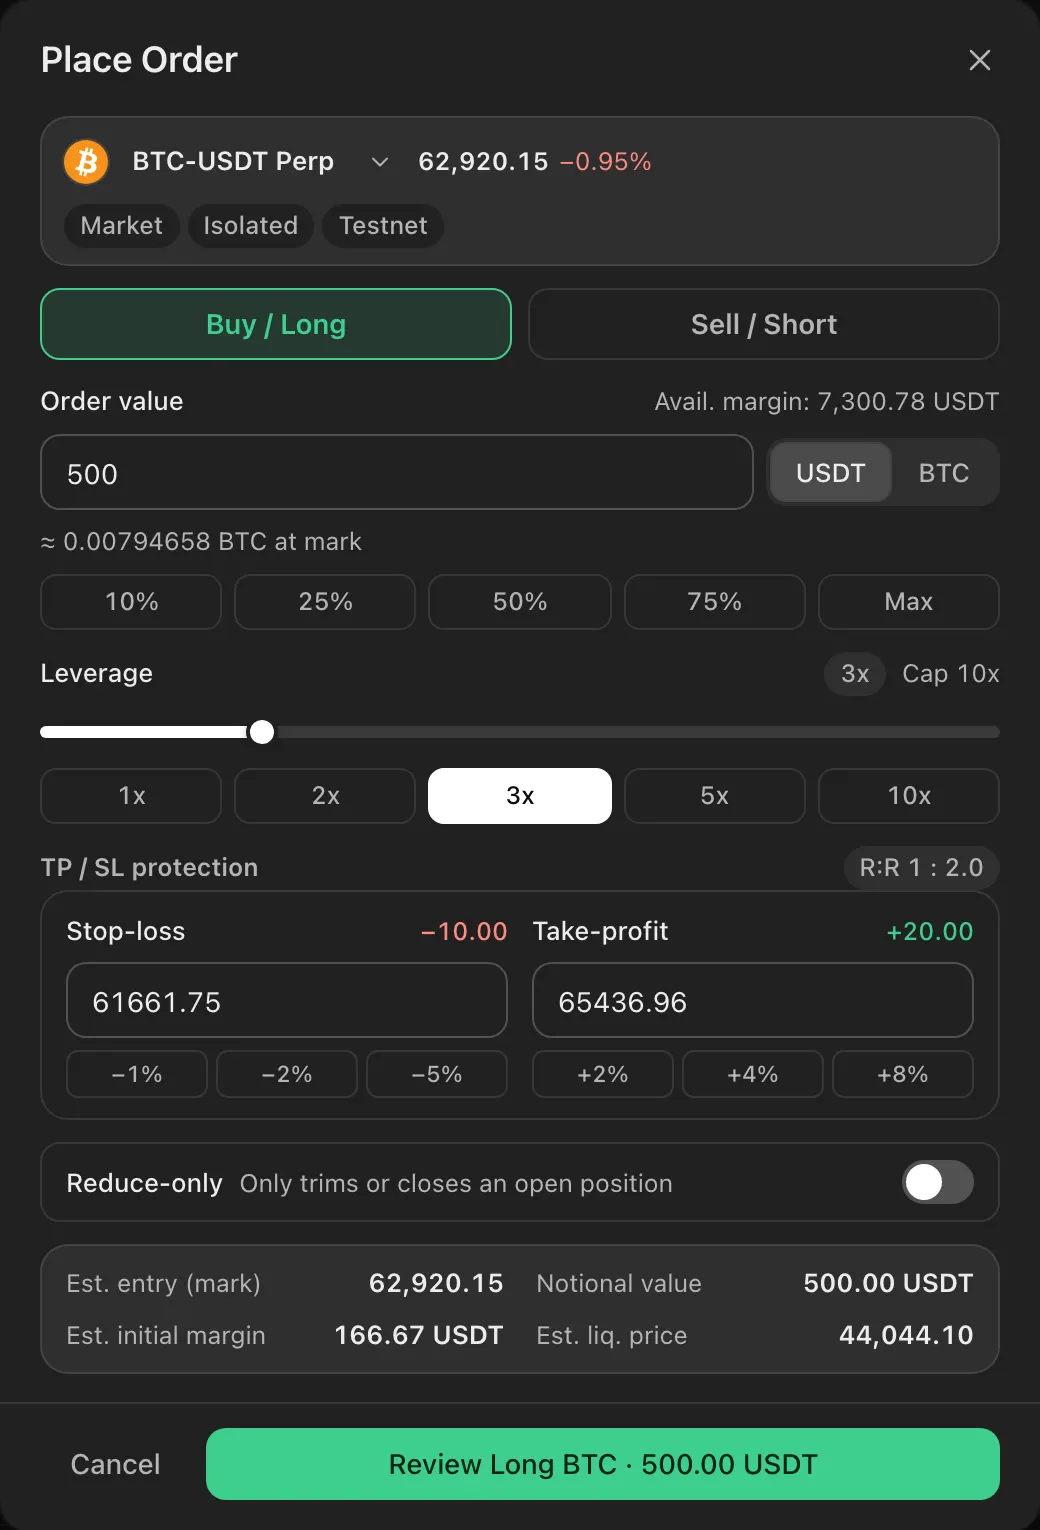 Place Order
BTC-USDT Perp 62,920.15 −0.95%
Market Isolated Testnet
Buy / Long Sell / Short
Order value Avail. margin: 7,300.78 USDT
500 USDT BTC
≈ 0.00794658 BTC at mark
10% 25% 50% 75% Max
Leverage 3x Cap 10x
1x 2x 3x 5x 10x
TP / SL protection R:R 1 : 2.0
Stop-loss −10.00 Take-profit +20.00
61661.75 65436.96
−1% −2% −5% +2% +4% +8%
Reduce-only Only trims or closes an open position
Est. entry (mark) 62,920.15 Notional value 500.00 USDT
Est. initial margin 166.67 USDT Est. liq. price 44,044.10
Cancel Review Long BTC · 500.00 USDT